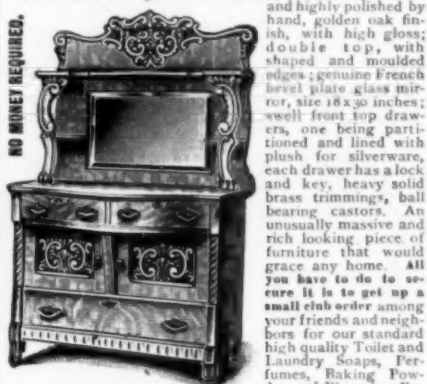 NO MONEY REQUIRED,
and highly polished by
hand, golden oak fin-
ish, with high gloss;
double top, with
shaped and moulded
edges; genuine French
bevel plate glass mir-
ror, size 18x30 inches;
swell front top draw-
ers, one being parti-
tioned and lined with
plush for silverware,
each drawer has a lock
and key, heavy solid
brass trimmings, ball
bearing castors. An
unusually massive and
rich looking piece of
furniture that would
grace any home. All
you have to do to se-
cure it is to get up a
small club order among
your friends and neigh-
bors for our standard
high quality Toilet and
Laundry Soaps, Per-
fumes, Baking Pow-